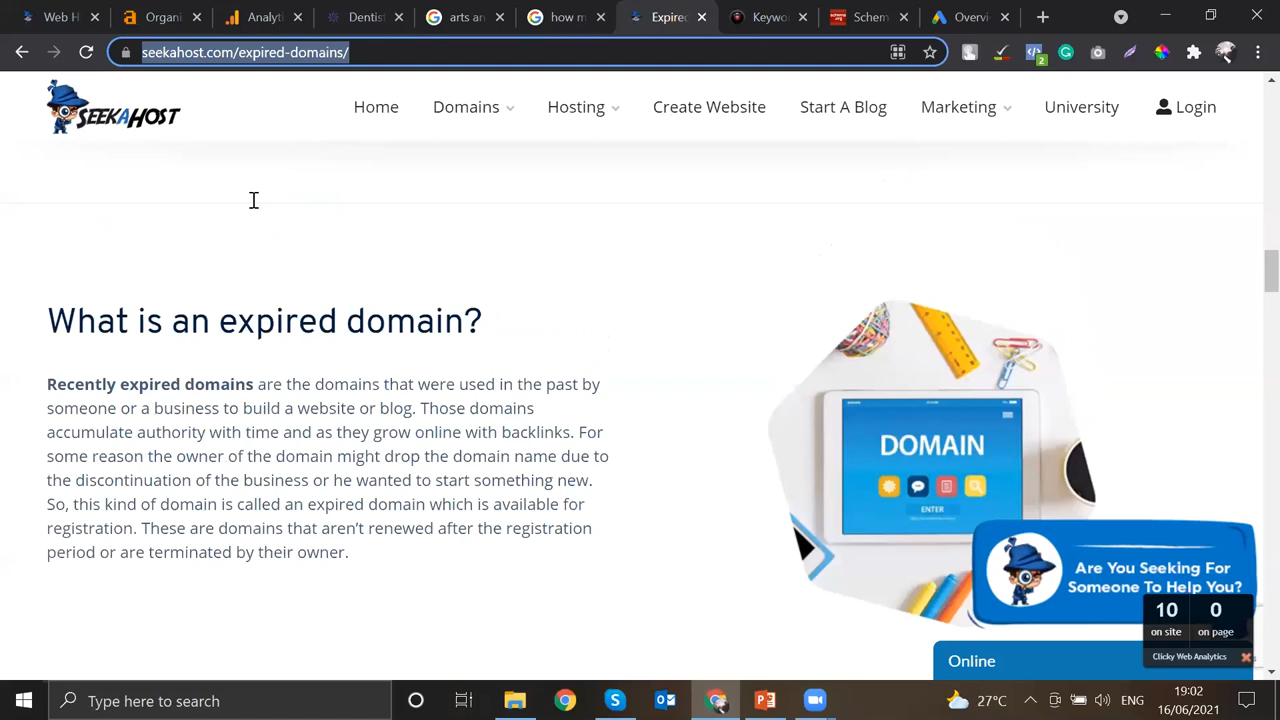 Web H
Organi
Analyti
Dentist
arts an
how m
Expired
Keywo
Schem
Overvi
seekahost.com/expired-domains/
2
SEEKAHOST
Home
Domains
Hosting
Create Website
Start A Blog
Marketing
University
Login
What is an expired domain?
Recently expired domains are the domains that were used in the past by
someone or a business to build a website or blog. Those domains
accumulate authority with time and as they grow online with backlinks. For
some reason the owner of the domain might drop the domain name due to
the discontinuation of the business or he wanted to start something new.
So, this kind of domain is called an expired domain which is available for
registration. These are domains that aren’t renewed after the registration
period or are terminated by their owner.
DOMAIN
ENTER
Are You Seeking For
Someone To Help You?
10 0
on site on page
Clicky Web Analytics
Online
Type here to search
27°C
ENG
19:02
16/06/2021